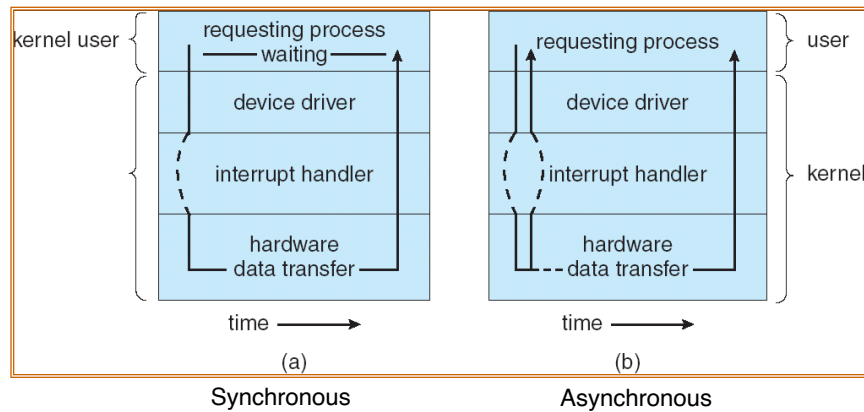 kernel user
requesting process
waiting
device driver
interrupt handler
hardware
data transfer
time
(a)
Synchronous
requesting process
user
device driver
interrupt handler
kernel
hardware
data transfer
time
(b)
Asynchronous